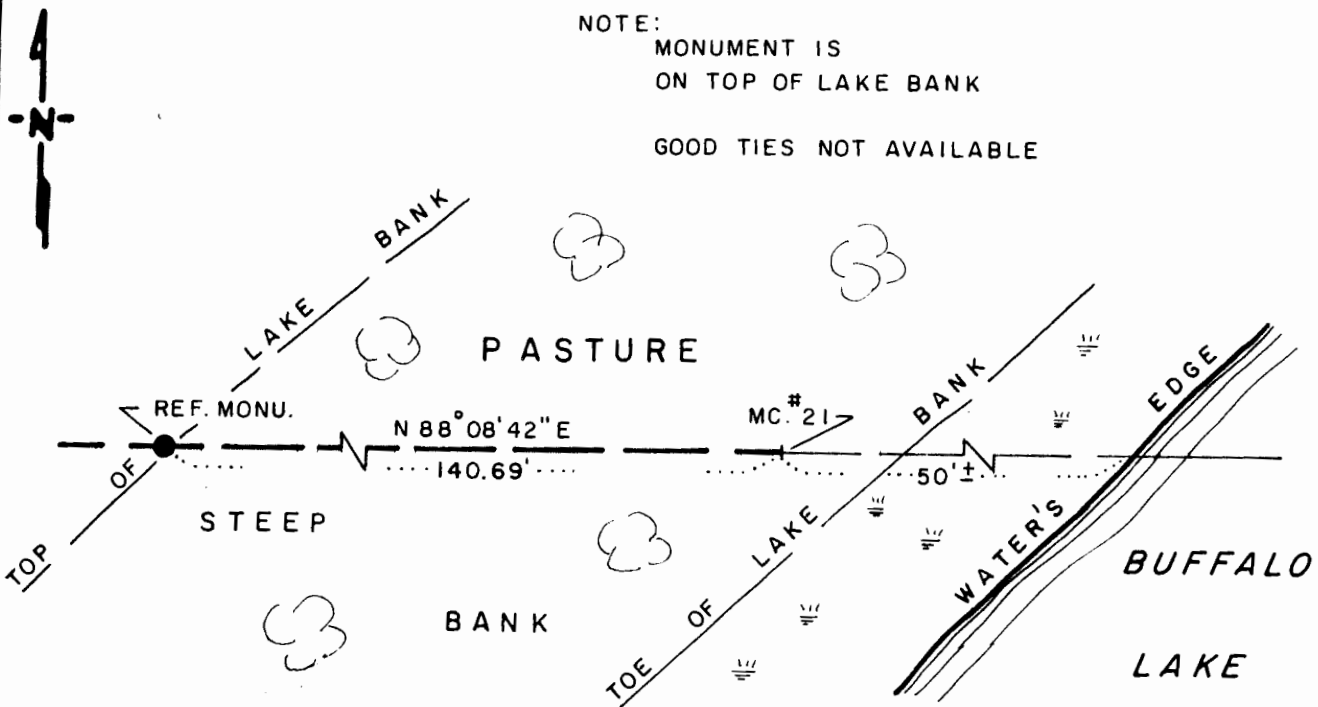 NOTE:
MONUMENT IS
ON TOP OF LAKE BANK
GOOD TIES NOT AVAILABLE
N
TOP OF LAKE BANK
PASTURE
REF. MONU.
N 88°08'42" E
140.69'
MC. #21
50'±
STEEP
BANK
TOE OF LAKE BANK
WATER'S EDGE
BUFFALO
LAKE